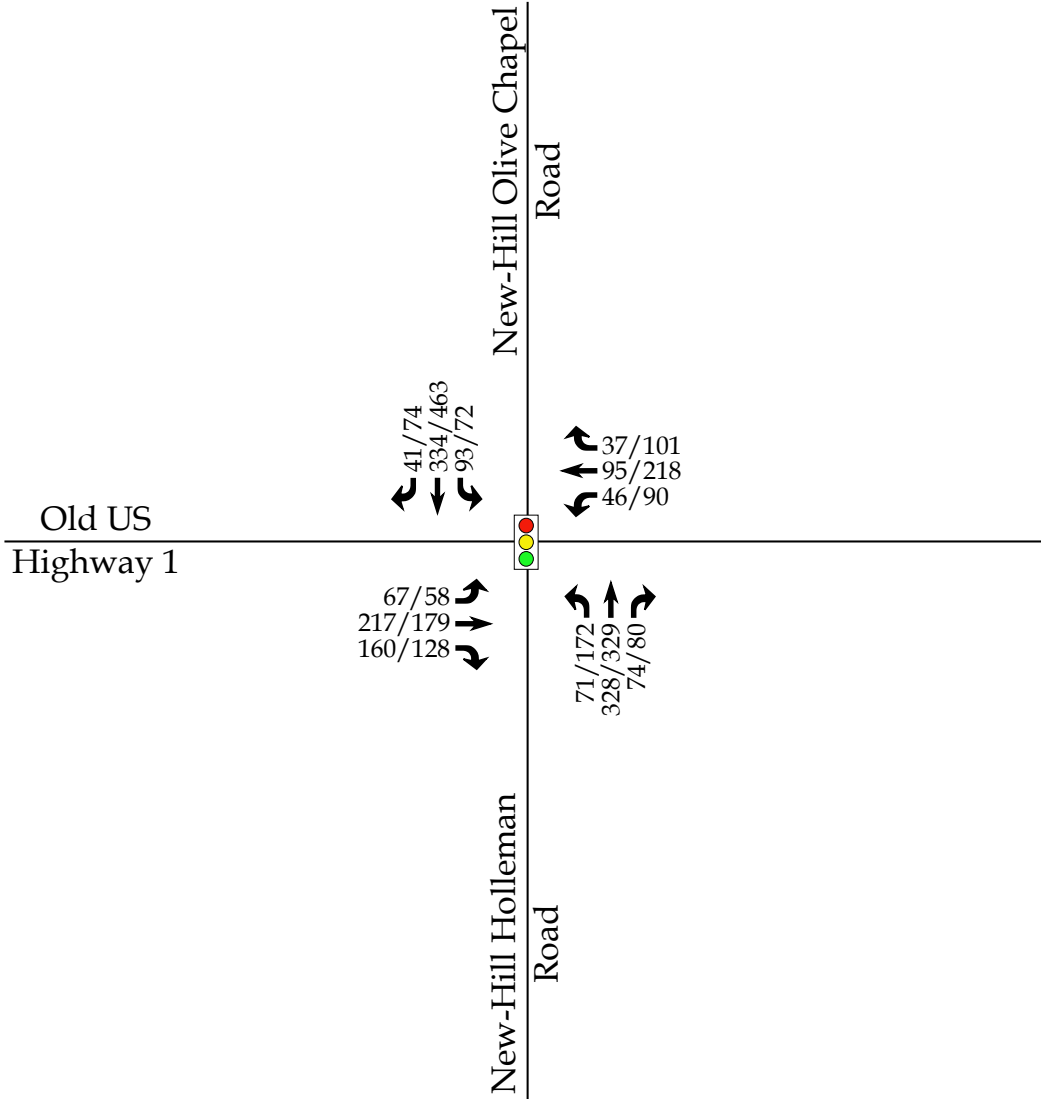 New-Hill Olive Chapel
Road
41/74
334/463
93/72
37/101
95/218
46/90
Old US
Highway 1
67/58
217/179
160/128
71/172
328/329
74/80
New-Hill Holleman
Road